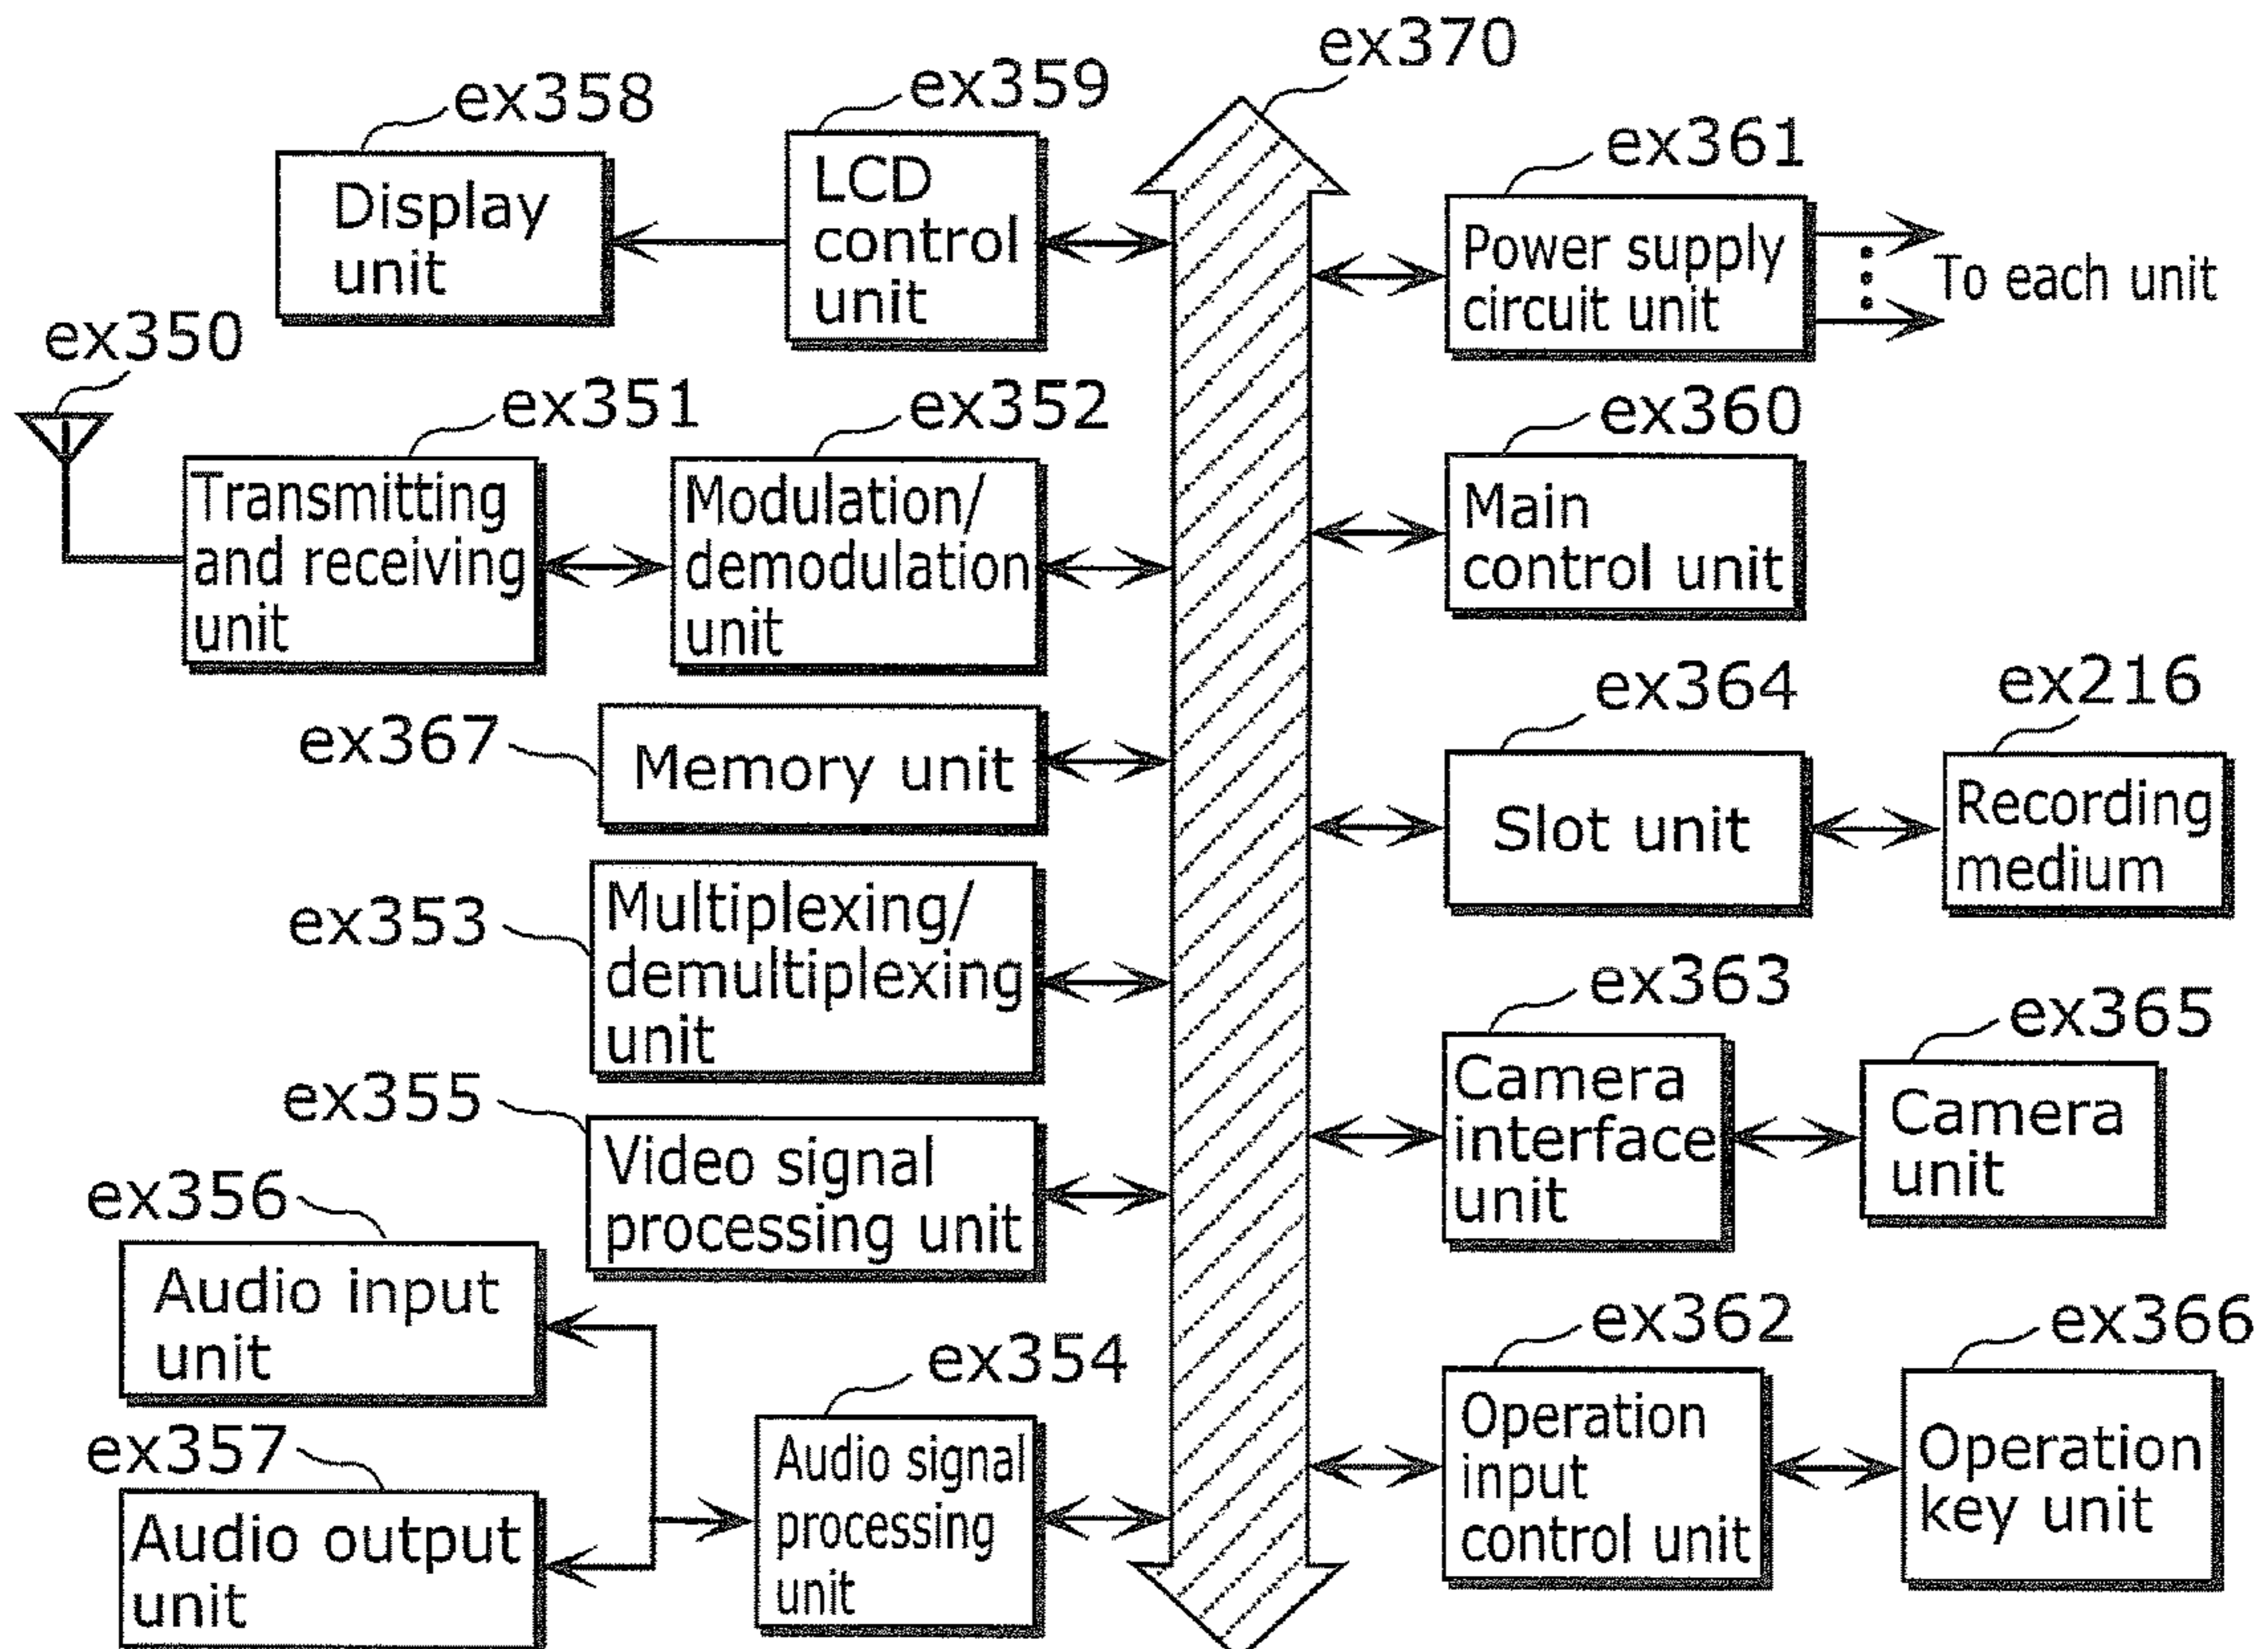 ex370
ex358
ex359
ex361
Display
unit
LCD
control
unit
Power supply
circuit unit
To each unit
ex350
ex351
ex352
ex360
Transmitting
and receiving
unit
Modulation/
demodulation
unit
Main
control unit
ex367
Memory unit
ex364
ex216
Slot unit
Recording
medium
ex353
Multiplexing/
demultiplexing
unit
ex363
ex365
Camera
interface
unit
Camera
unit
ex355
Video signal
processing unit
ex356
Audio input
unit
ex354
ex362
ex366
ex357
Audio output
unit
Audio signal
processing
unit
Operation
input
control unit
Operation
key unit